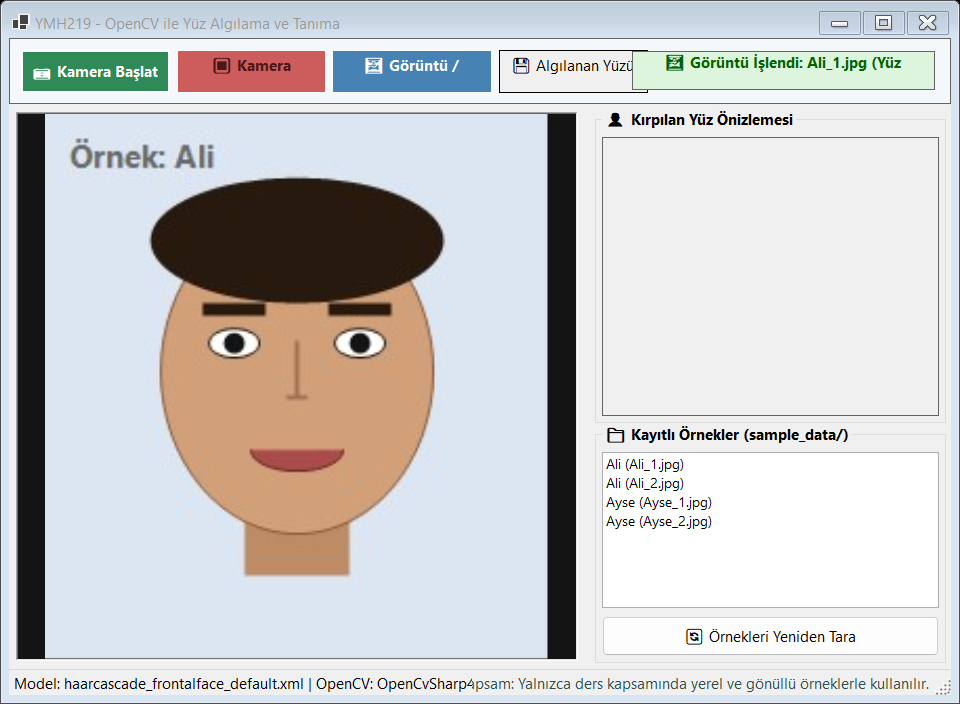 YMH219 - OpenCV ile Yüz Algılama ve Tanıma
Kamera Başlat
Kamera
Görüntü /
Algılanan Yüzü
Görüntü İşlendi: Ali_1.jpg (Yüz
Örnek: Ali
Kırpılan Yüz Önizlemesi
Kayıtlı Örnekler (sample_data/)
Ali (Ali_1.jpg)
Ali (Ali_2.jpg)
Ayse (Ayse_1.jpg)
Ayse (Ayse_2.jpg)
Örnekleri Yeniden Tara
Model: haarcascade_frontalface_default.xml | OpenCV: OpenCvSharp4 psam: Yalnızca ders kapsamında yerel ve gönüllü örneklerle kullanılır.